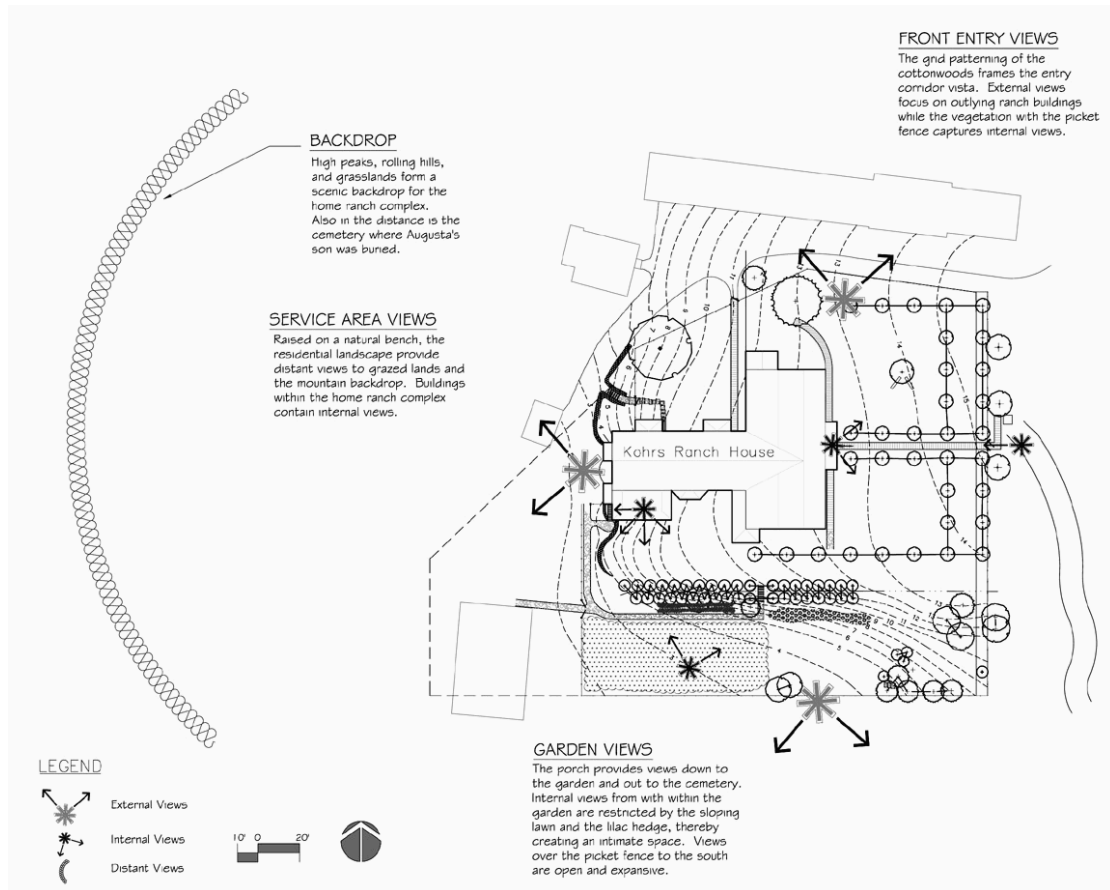 FRONT ENTRY VIEWS
The grid patterning of the
cottonwoods frames the entry
corridor vista. External views
focus on outlying ranch buildings
while the vegetation with the picket
fence captures internal views.
BACKDROP
High peaks, rolling hills,
and grasslands form a
scenic backdrop for the
home ranch complex.
Also in the distance is the
cemetery where Augusta's
son was buried.
SERVICE AREA VIEWS
Raised on a natural bench, the
residential landscape provide
distant views to grazed lands and
the mountain backdrop. Buildings
within the home ranch complex
contain internal views.
Kohrs Ranch House
GARDEN VIEWS
The porch provides views down to
the garden and out to the cemetery.
Internal views from with within the
garden are restricted by the sloping
lawn and the lilac hedge, thereby
creating an intimate space. Views
over the picket fence to the south
are open and expansive.
LEGEND
External Views
Internal Views
Distant Views
10' 0 20'